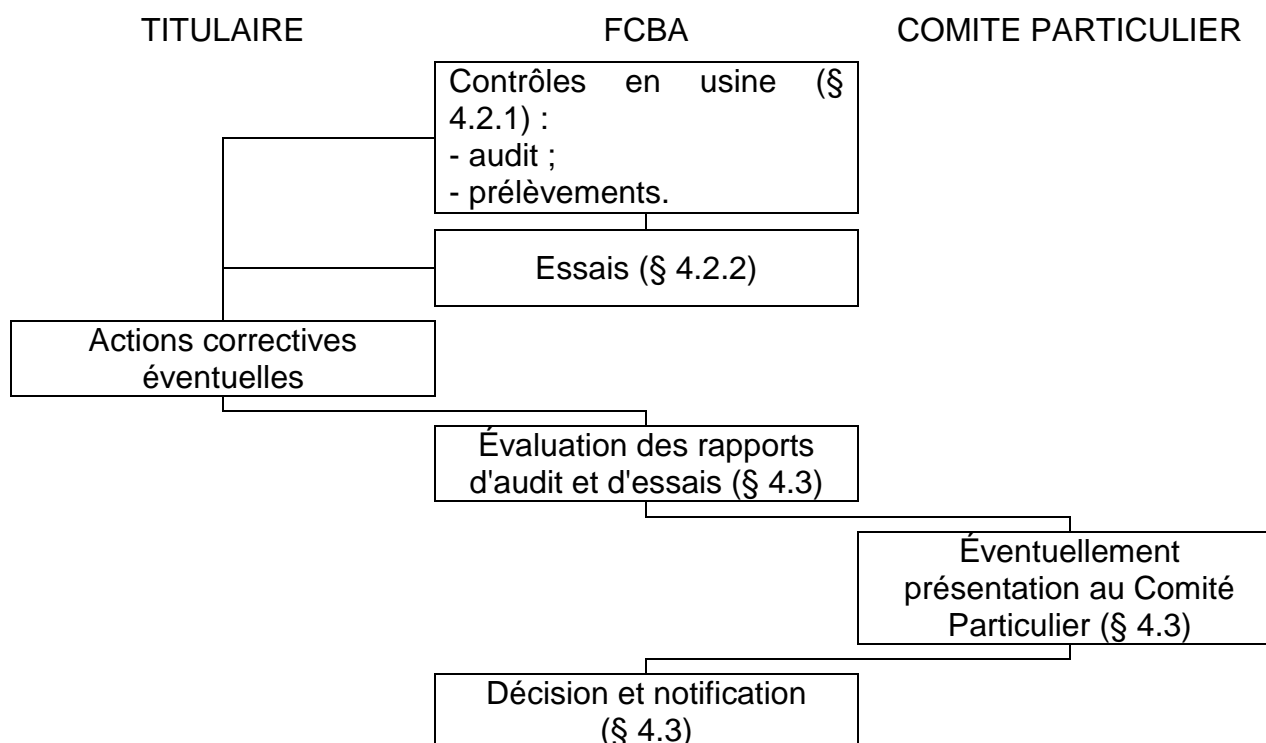 TITULAIRE FCBA COMITE PARTICULIER
Contrôles en usine (§
4.2.1) :
- audit ;
- prélèvements.
Essais (§ 4.2.2)
Actions correctives
éventuelles
Évaluation des rapports
d'audit et d'essais (§ 4.3)
Éventuellement
présentation au Comité
Particulier (§ 4.3)
Décision et notification
(§ 4.3)